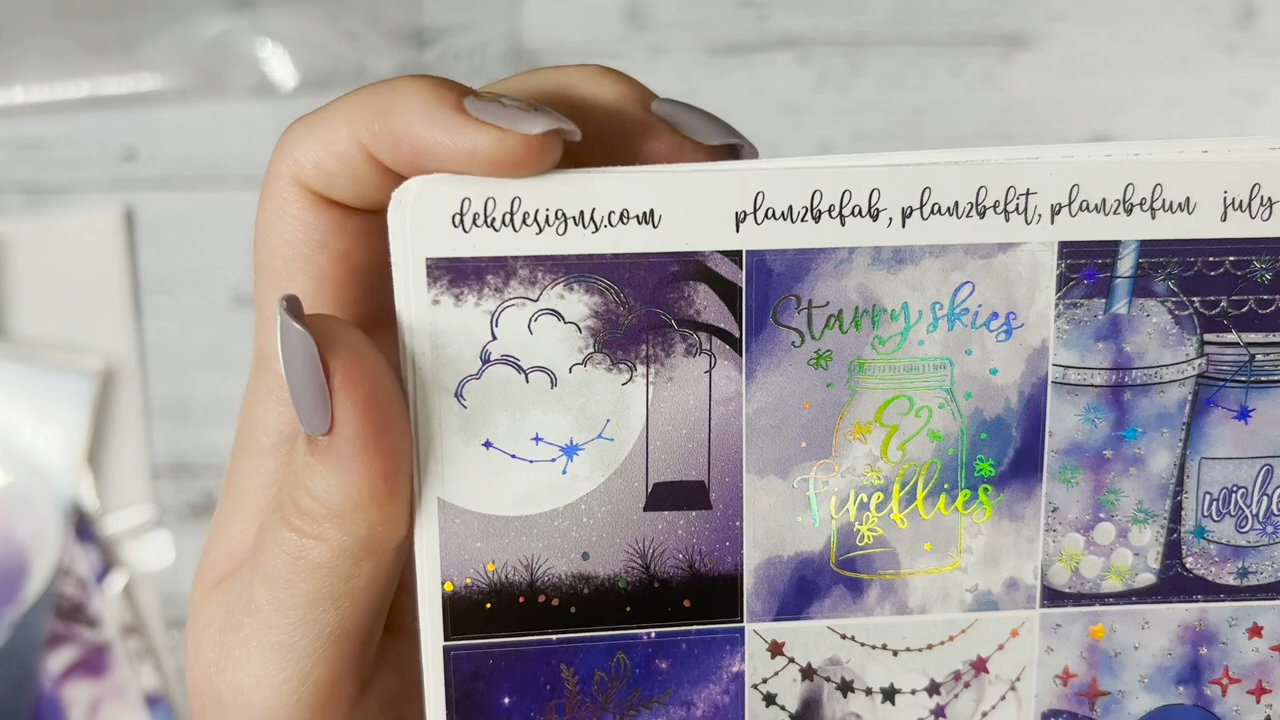 dekdesigns.com
plan2befab, plan2befit, plan2befun july
Starry skies
&
Fireflies